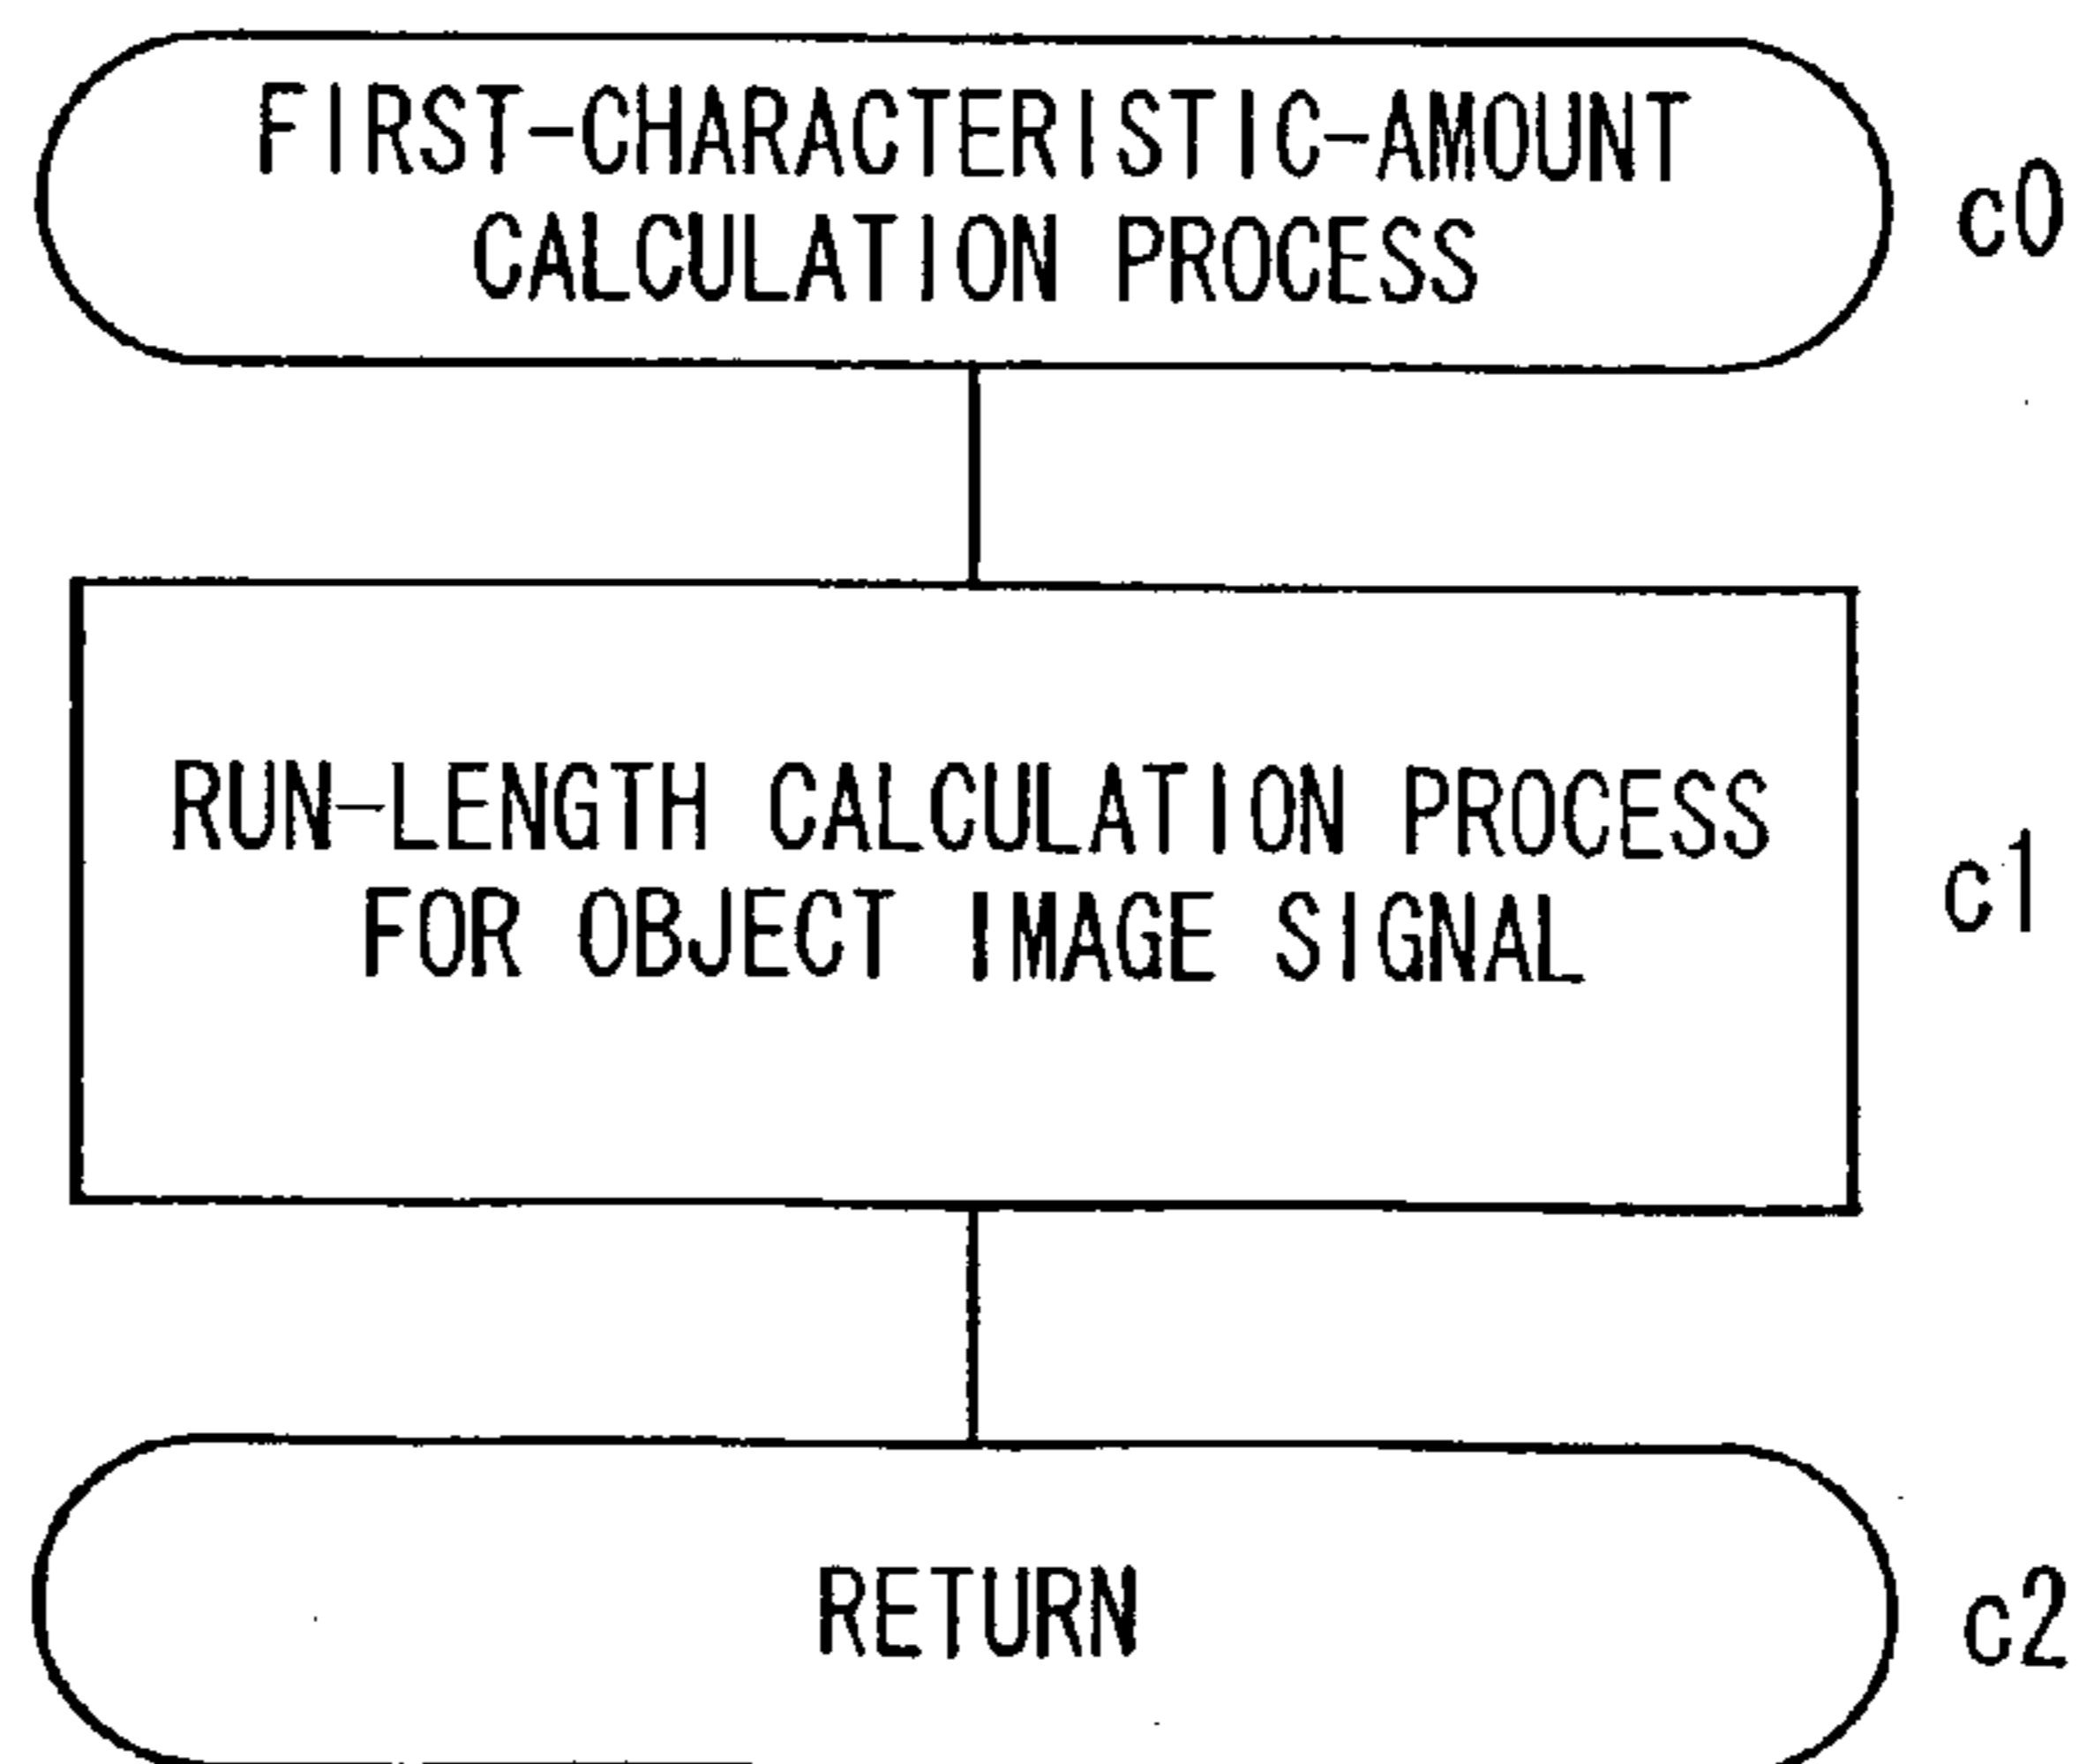 FIRST-CHARACTERISTIC-AMOUNT
CALCULATION PROCESS
c0
RUN-LENGTH CALCULATION PROCESS
FOR OBJECT IMAGE SIGNAL
c1
RETURN
c2